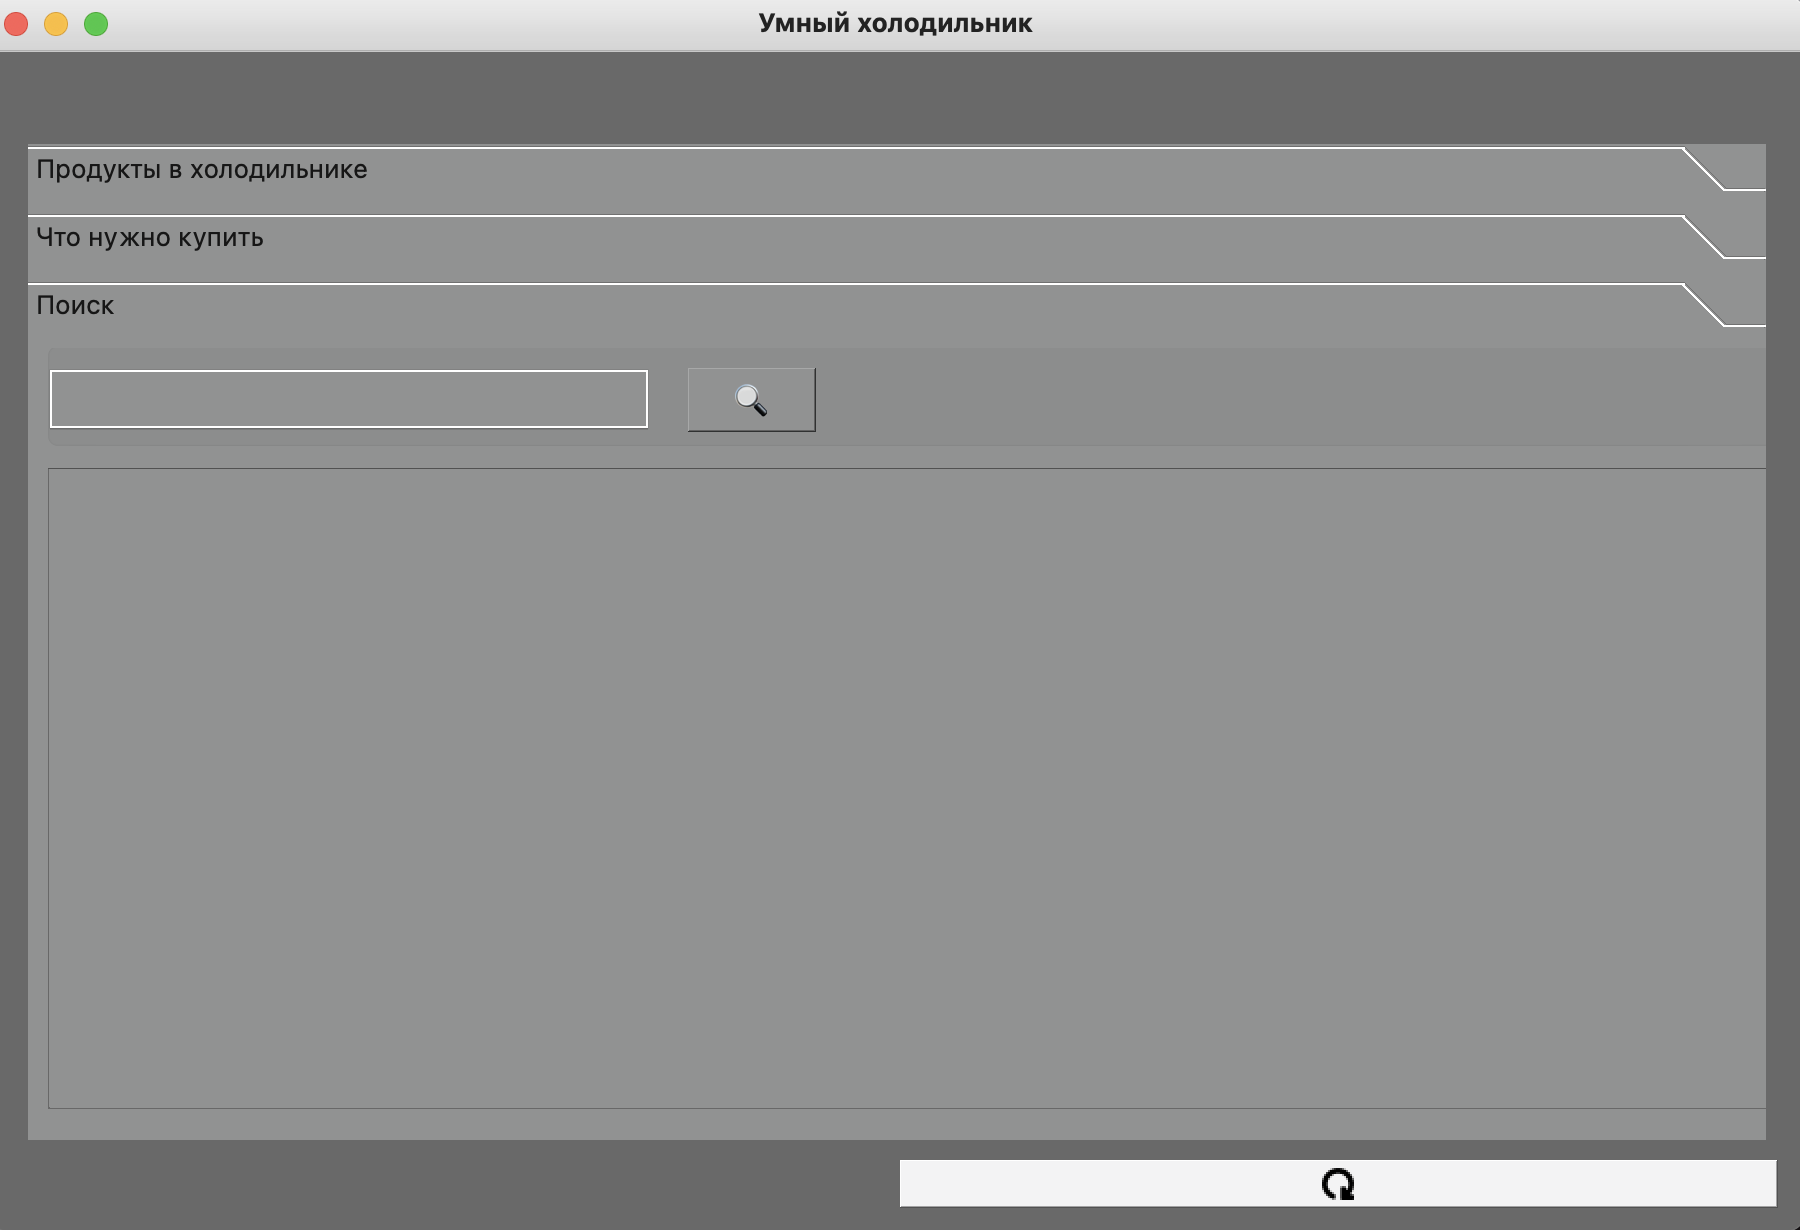 Умный холодильник
Продукты в холодильнике
Что нужно купить
Поиск